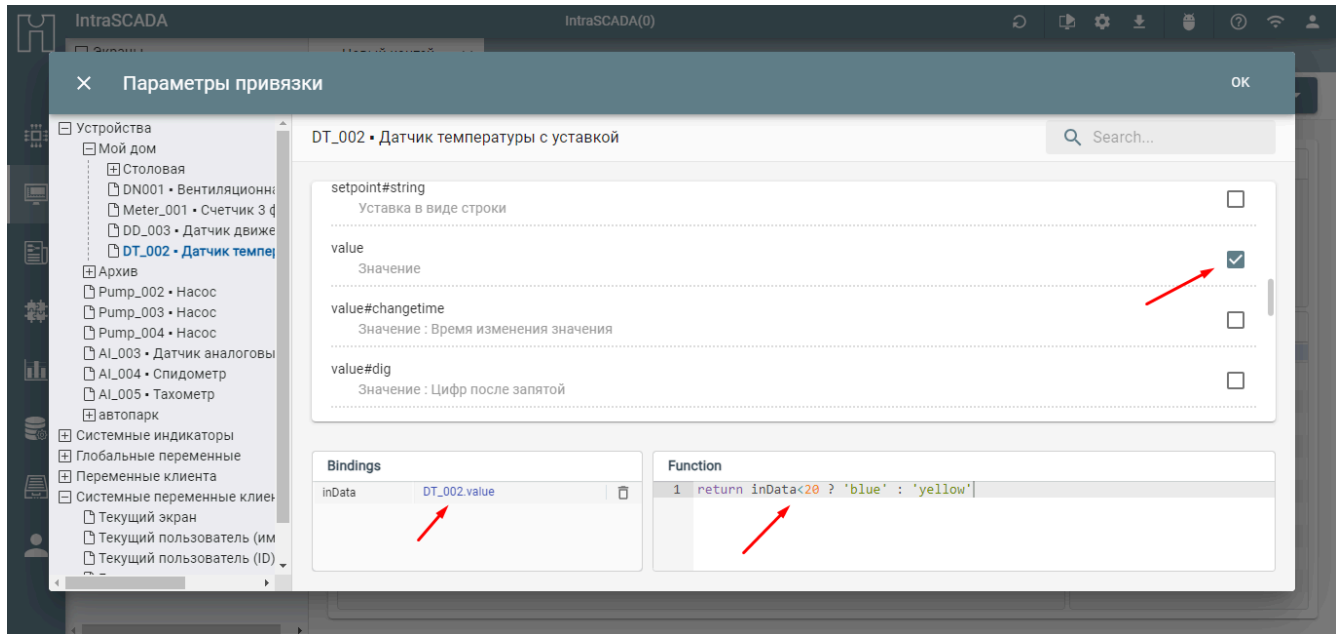 IntraSCADA
IntraSCADA(0)
Экраны
Параметры привязки
OK
Устройства
Мой дом
Столовая
DN001 • Вентиляционна
Meter_001 • Счетчик 3 ф
DD_003 • Датчик движе
DT_002 • Датчик темпер
Архив
Pump_002 • Насос
Pump_003 • Насос
Pump_004 • Насос
AI_003 • Датчик аналоговы
AI_004 • Спидометр
AI_005 • Тахометр
автопарк
Системные индикаторы
Глобальные переменные
Переменные клиента
Системные переменные клиен
Текущий экран
Текущий пользователь (им
Текущий пользователь (ID)
DT_002 • Датчик температуры с уставкой
Search...
setpoint#string
Уставка в виде строки
value
Значение
value#changetime
Значение : Время изменения значения
value#dig
Значение : Цифр после запятой
Bindings
inData DT_002.value
Function
1 return inData<20 ? 'blue' : 'yellow'